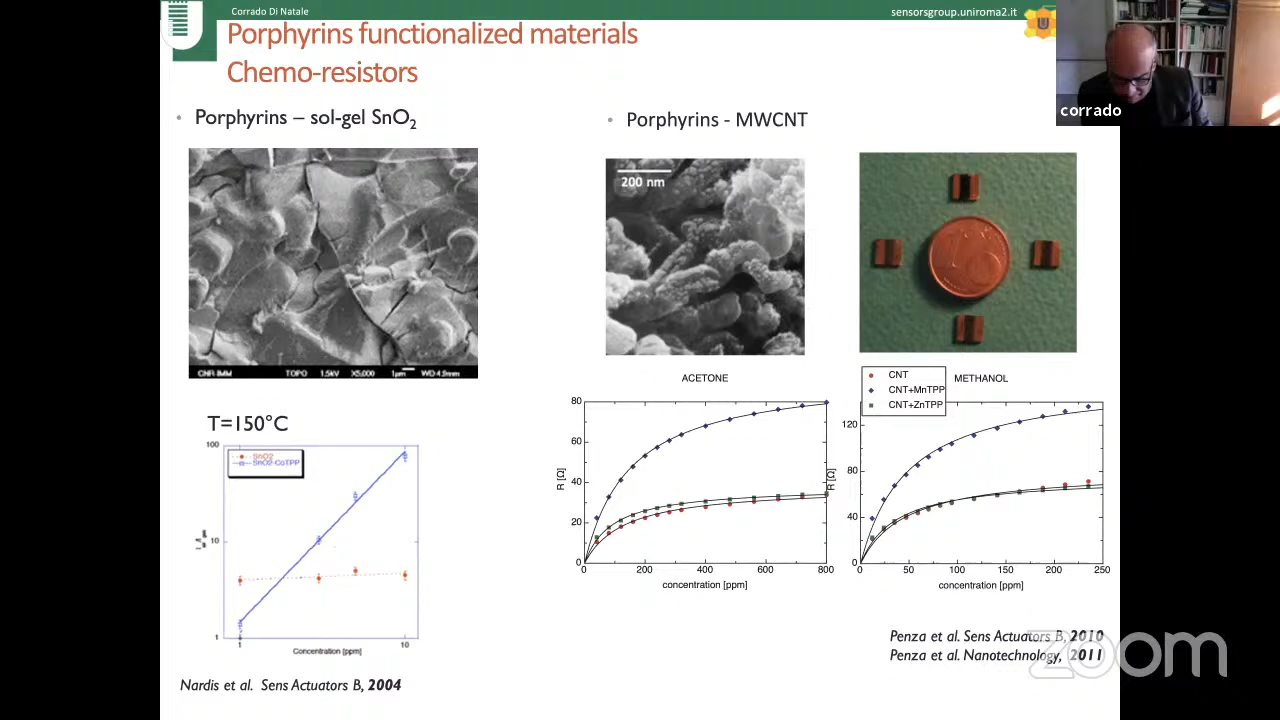 Corrado Di Natale
sensorsgroup.uniroma2.it
Porphyrins functionalized materials
Chemo-resistors
corrado
• Porphyrins – sol-gel SnO2
• Porphyrins - MWCNT
200 nm
CNR-IMM TOPO 1.5kV X5,000 1μm WD 4.5mm
T=150°C
100
10
1
SnO2
SnO2-CoTPP
1
10
Concentration [ppm]
Nardis et al. Sens Actuators B, 2004
ACETONE
80
60
40
20
0
R [Ω]
0 200 400 600 800
concentration [ppm]
CNT
CNT+MnTPP
CNT+ZnTPP
METHANOL
120
80
40
0
R [Ω]
0 50 100 150 200 250
concentration [ppm]
Penza et al. Sens Actuators B, 2010
Penza et al. Nanotechnology, 2011
zoom